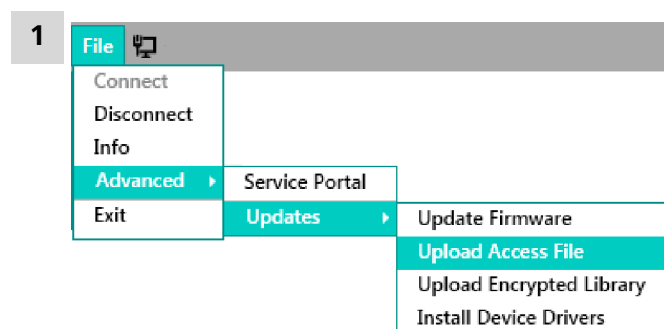 1
File
Connect
Disconnect
Info
Advanced
Service Portal
Exit
Updates
Update Firmware
Upload Access File
Upload Encrypted Library
Install Device Drivers